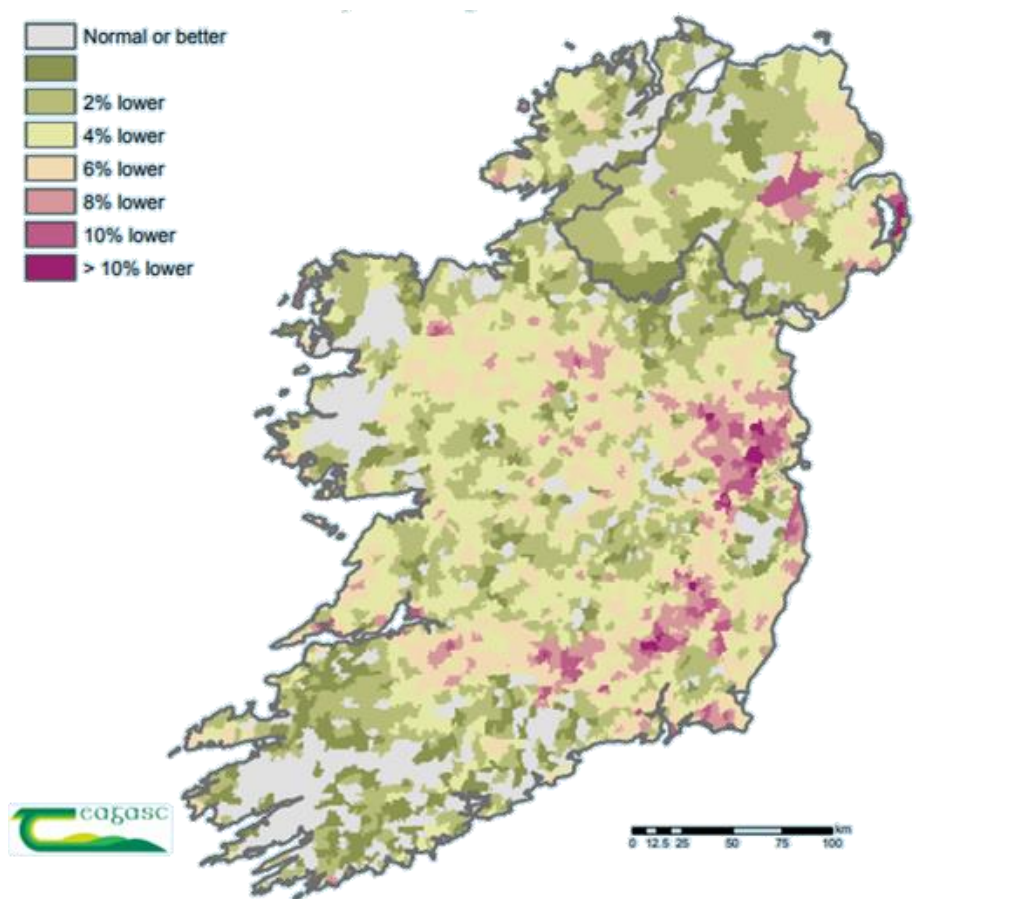 Normal or better
2% lower
4% lower
6% lower
8% lower
10% lower
> 10% lower
eagasc
km
0 12.5 25 50 75 100